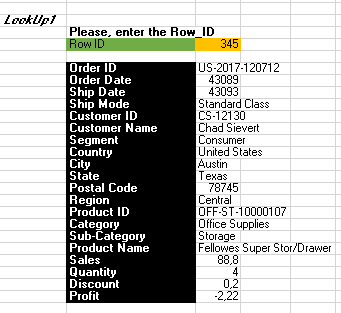 LookUp1
Please, enter the Row_ID
Row ID 345
Order ID US-2017-120712
Order Date 43089
Ship Date 43093
Ship Mode Standard Class
Customer ID CS-12130
Customer Name Chad Sievert
Segment Consumer
Country United States
City Austin
State Texas
Postal Code 78745
Region Central
Product ID OFF-ST-10000107
Category Office Supplies
Sub-Category Storage
Product Name Fellowes Super Stor/Drawer
Sales 88,8
Quantity 4
Discount 0,2
Profit -2,22